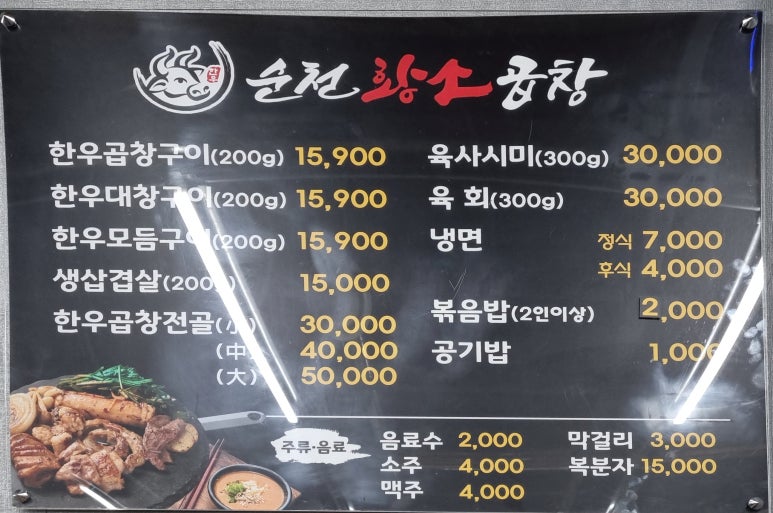 한우
순천 황소 곱창
한우곱창구이(200g) 15,900
한우대창구이(200g) 15,900
한우모듬구이(200g) 15,900
생삼겹살(200g) 15,000
한우곱창전골(小) 30,000
(中) 40,000
(大) 50,000
육사시미(300g) 30,000
육 회(300g) 30,000
냉면 정식 7,000
후식 4,000
볶음밥(2인이상) 2,000
공기밥 1,000
주류·음료
음료수 2,000
소주 4,000
맥주 4,000
막걸리 3,000
복분자 15,000